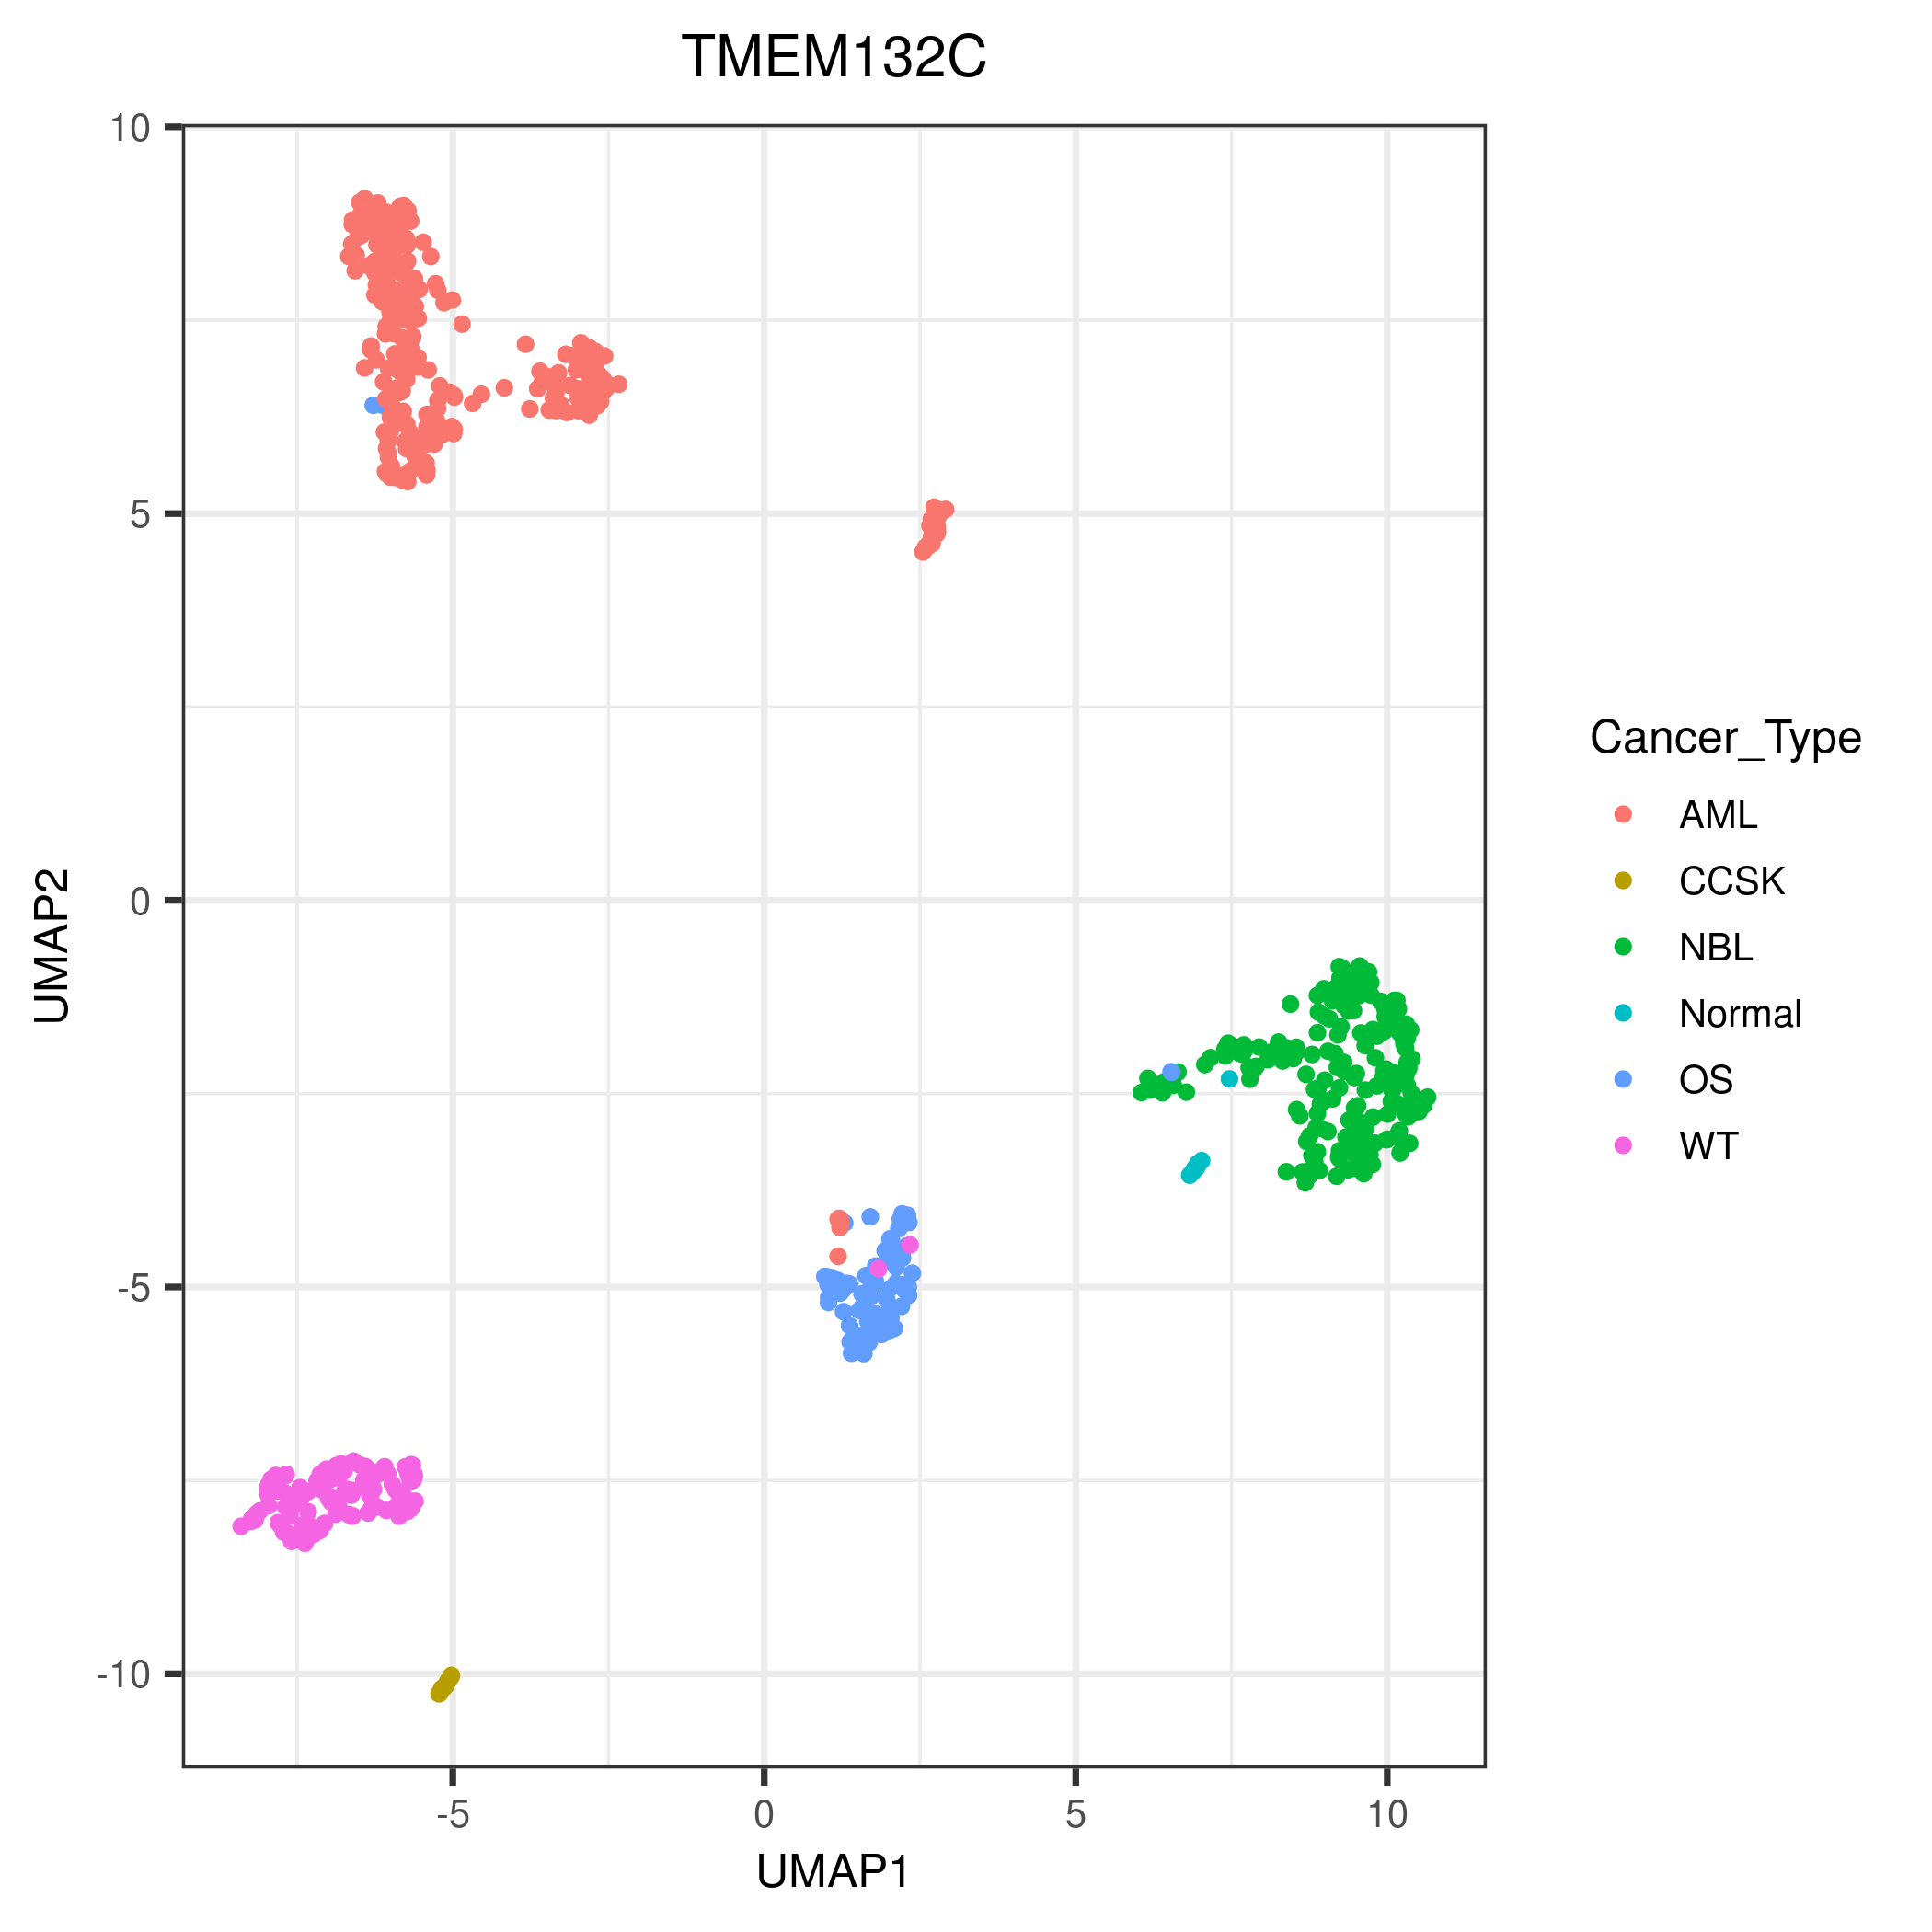 TMEM132C
10
5
0
-5
-10
UMAP2
-5 0 5 10
UMAP1
Cancer_Type
AML
CCSK
NBL
Normal
OS
WT